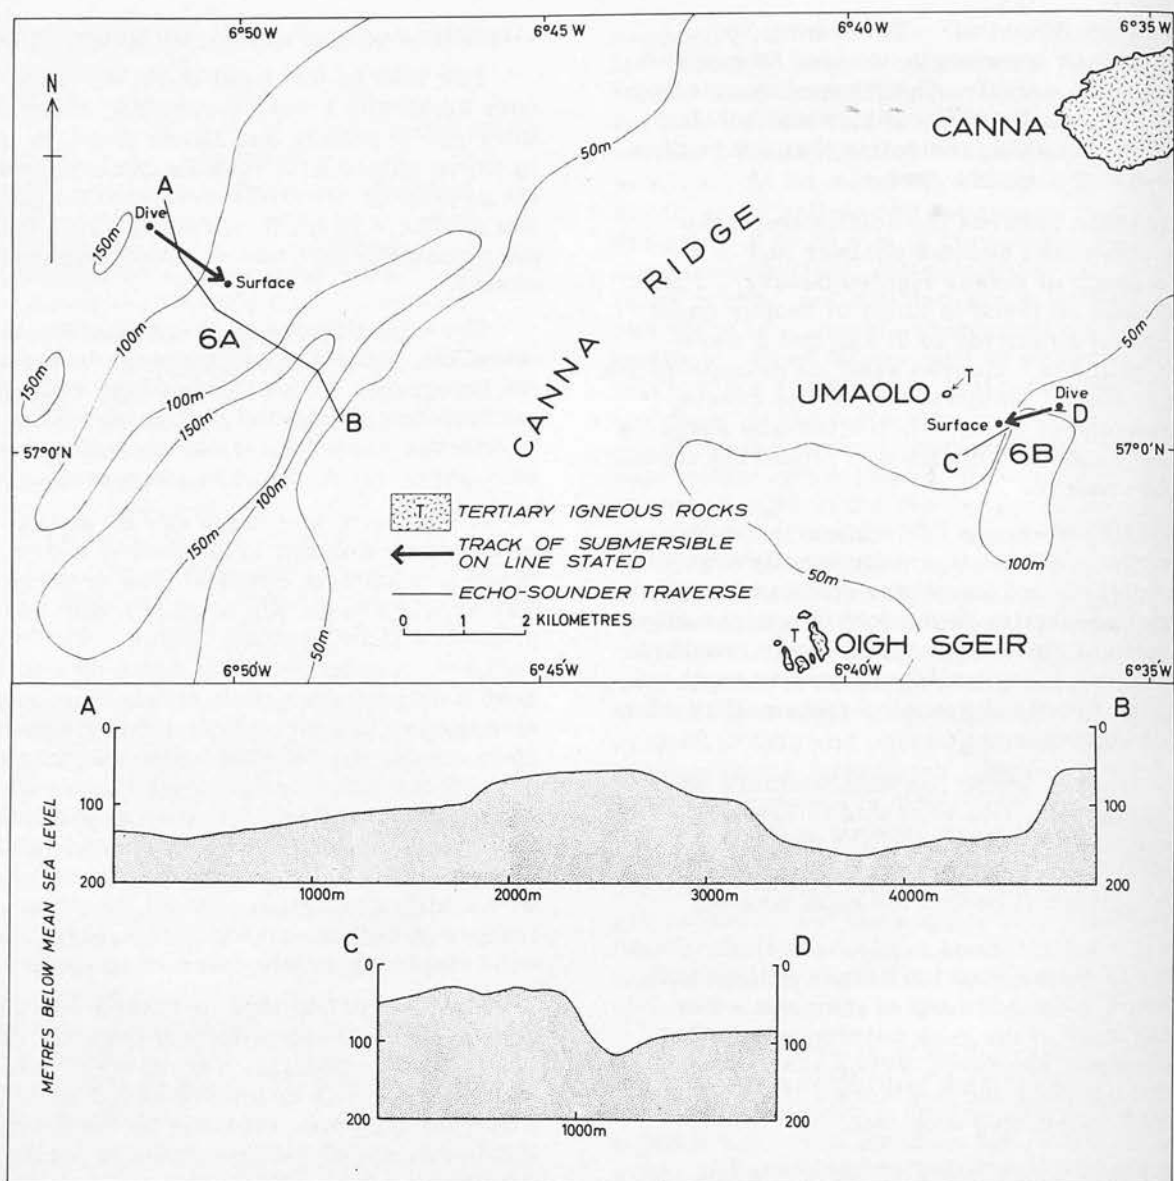 6°50'W 6°45'W 6°40'W 6°35'W
N
50m
CANNA
A
Dive
150m
Surface
RIDGE
50m
6A
100m
CANNA
UMAOLO
T
150m
100m
150m
B
Dive
D
Surface
6B
C
57°0'N
57°0'N
100m
T TERTIARY IGNEOUS ROCKS
TRACK OF SUBMERSIBLE
ON LINE STATED
ECHO-SOUNDER TRAVERSE
0 1 2 KILOMETRES
150m
50m
100m
50m
T
OIGH SGEIR
6°50'W 6°45'W 6°40'W 6°35'W
A B
0 0
100 100
200 200
1000m 2000m 3000m 4000m
METRES BELOW MEAN SEA LEVEL
C D
0 0
100 100
200 200
1000m